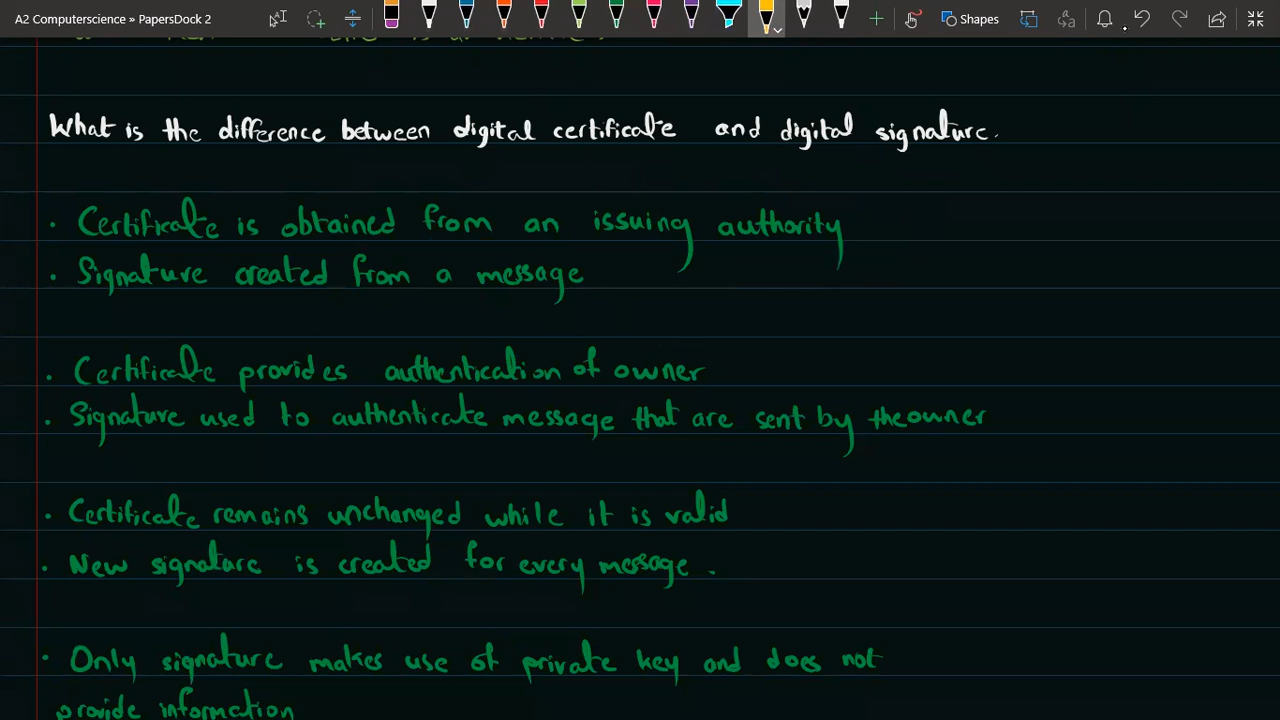 A2 Computerscience » PapersDock 2
Shapes
What is the difference between digital certificate and digital signature.
· Certificate is obtained from an issuing authority
· Signature created from a message
· Certificate provides authentication of owner
· Signature used to authenticate message that are sent by the owner
· Certificate remains unchanged while it is valid
· New signature is created for every message.
· Only signature makes use of private key and does not
provide information